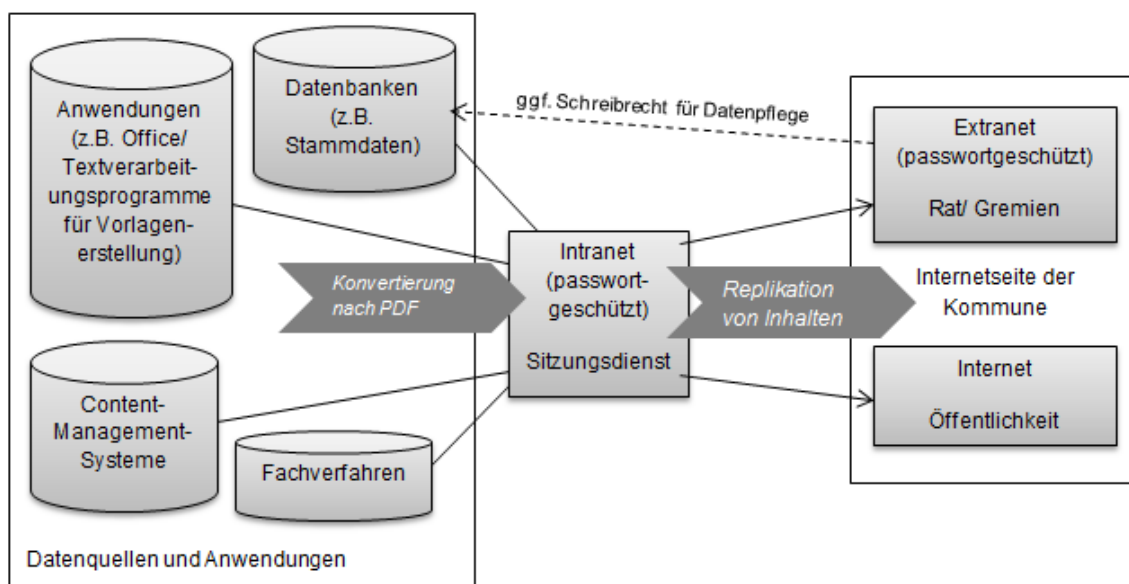 Anwendungen
(z.B. Office/
Textverarbeit-
ungsprogramme
für Vorlagen-
erstellung)
Datenbanken
(z.B.
Stammdaten)
ggf. Schreibrecht für Datenpflege
Extranet
(passwortgeschützt)
Rat/ Gremien
Konvertierung
nach PDF
Intranet
(passwort-
geschützt)
Sitzungsdienst
Replikation
von Inhalten
Internetseite der
Kommune
Content-
Management-
Systeme
Fachverfahren
Internet
Öffentlichkeit
Datenquellen und Anwendungen